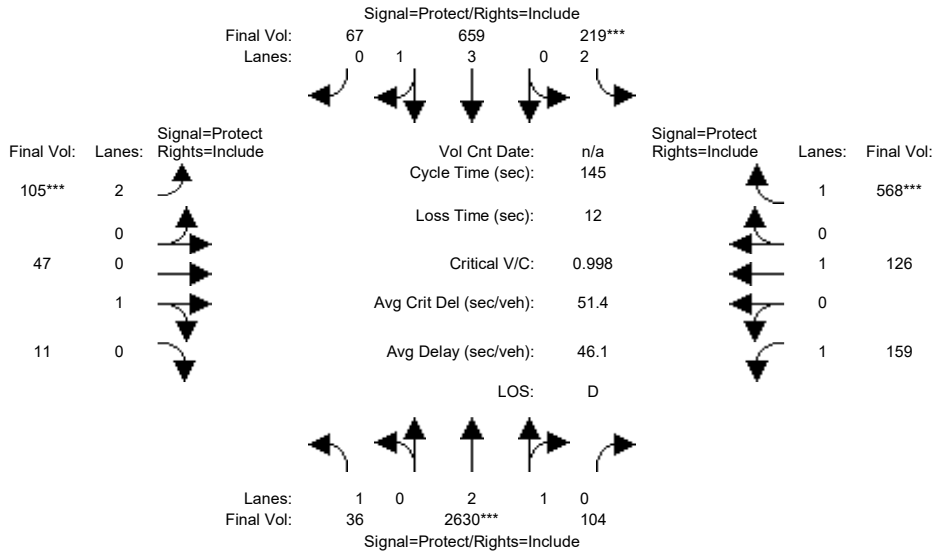 Signal=Protect/Rights=Include
Final Vol: 67 659 219***
Lanes: 0 1 3 0 2
Signal=Protect
Final Vol: Lanes: Rights=Include
Vol Cnt Date: n/a
Signal=Protect
Rights=Include Lanes: Final Vol:
Cycle Time (sec): 145
105*** 2
1 568***
Loss Time (sec): 12
0
0
47 0
Critical V/C: 0.998
1 126
1
Avg Crit Del (sec/veh): 51.4
0
11 0
Avg Delay (sec/veh): 46.1
1 159
LOS: D
Lanes: 1 0 2 1 0
Final Vol: 36 2630*** 104
Signal=Protect/Rights=Include